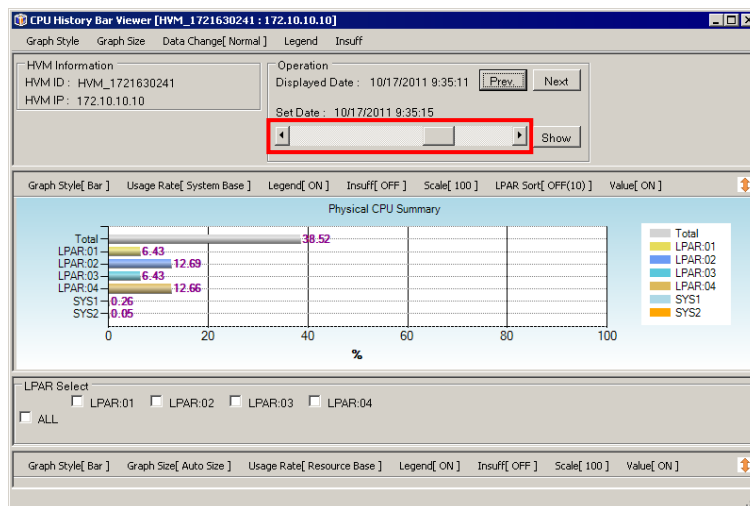 CPU History Bar Viewer [HVM_1721630241 : 172.10.10.10]
Graph Style Graph Size Data Change[ Normal ] Legend Insuff
HVM Information
HVM ID : HVM_1721630241
HVM IP : 172.10.10.10
Operation
Displayed Date : 10/17/2011 9:35:11 Prev. Next
Set Date : 10/17/2011 9:35:15
Show
Graph Style[ Bar ] Usage Rate[ System Base ] Legend[ ON ] Insuff[ OFF ] Scale[ 100 ] LPAR Sort[ OFF(10) ] Value[ ON ]
Physical CPU Summary
Total 38.52
LPAR:01 6.43
LPAR:02 12.69
LPAR:03 6.43
LPAR:04 12.66
SYS1 0.26
SYS2 0.05
0 20 40 60 80 100
%
Total
LPAR:01
LPAR:02
LPAR:03
LPAR:04
SYS1
SYS2
LPAR Select
LPAR:01 LPAR:02 LPAR:03 LPAR:04
ALL
Graph Style[ Bar ] Graph Size[ Auto Size ] Usage Rate[ Resource Base ] Legend[ ON ] Insuff[ OFF ] Scale[ 100 ] Value[ ON ]